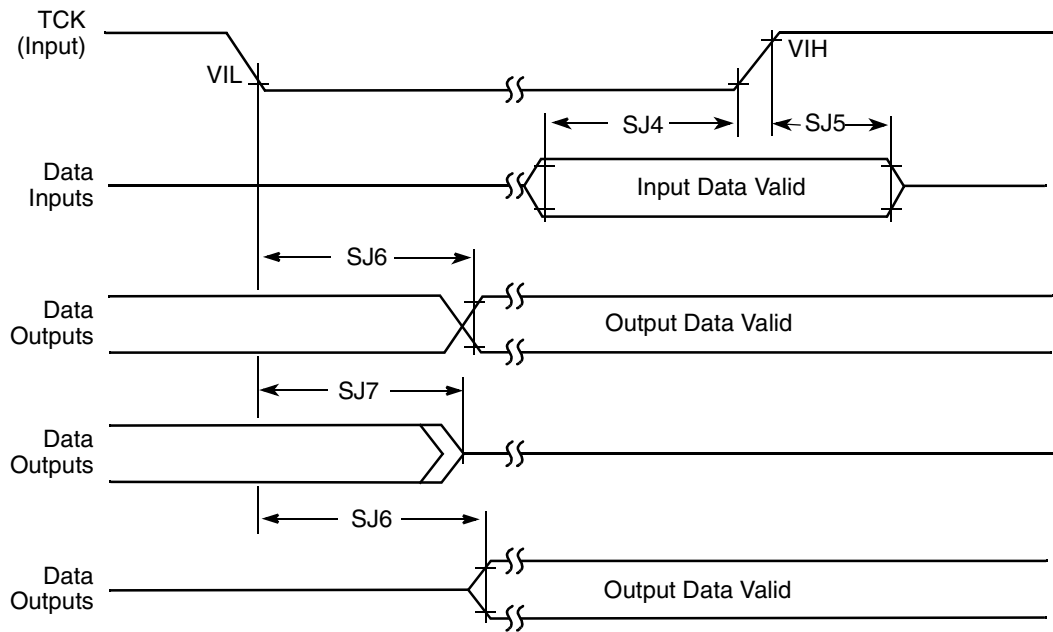 TCK
(Input)
VIL
VIH
SJ4
SJ5
Data
Inputs
Input Data Valid
SJ6
Data
Outputs
Output Data Valid
SJ7
Data
Outputs
SJ6
Data
Outputs
Output Data Valid